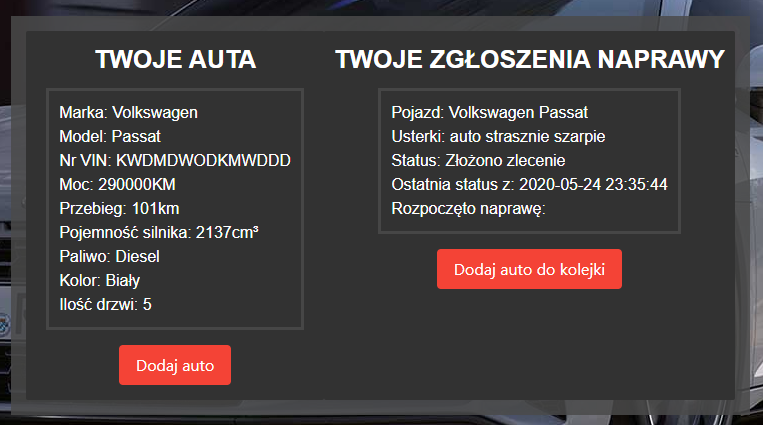 TWOJE AUTA
Marka: Volkswagen
Model: Passat
Nr VIN: KWDMDWODKMWDDD
Moc: 290000KM
Przebieg: 101km
Pojemność silnika: 2137cm³
Paliwo: Diesel
Kolor: Biały
Ilość drzwi: 5
Dodaj auto
TWOJE ZGŁOSZENIA NAPRAWY
Pojazd: Volkswagen Passat
Usterki: auto strasznie szarpie
Status: Złożono zlecenie
Ostatnia status z: 2020-05-24 23:35:44
Rozpoczęto naprawę:
Dodaj auto do kolejki